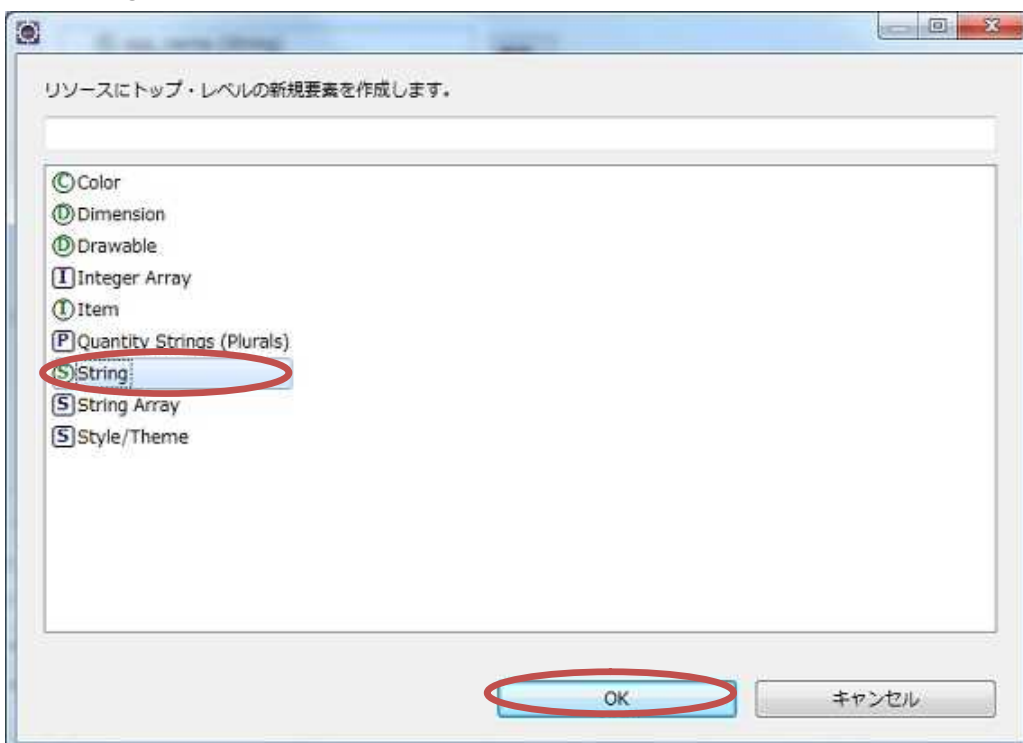 リソースにトップ・レベルの新規要素を作成します。
C Color
D Dimension
D Drawable
I Integer Array
I Item
P Quantity Strings (Plurals)
S String
S String Array
S Style/Theme
OK キャンセル